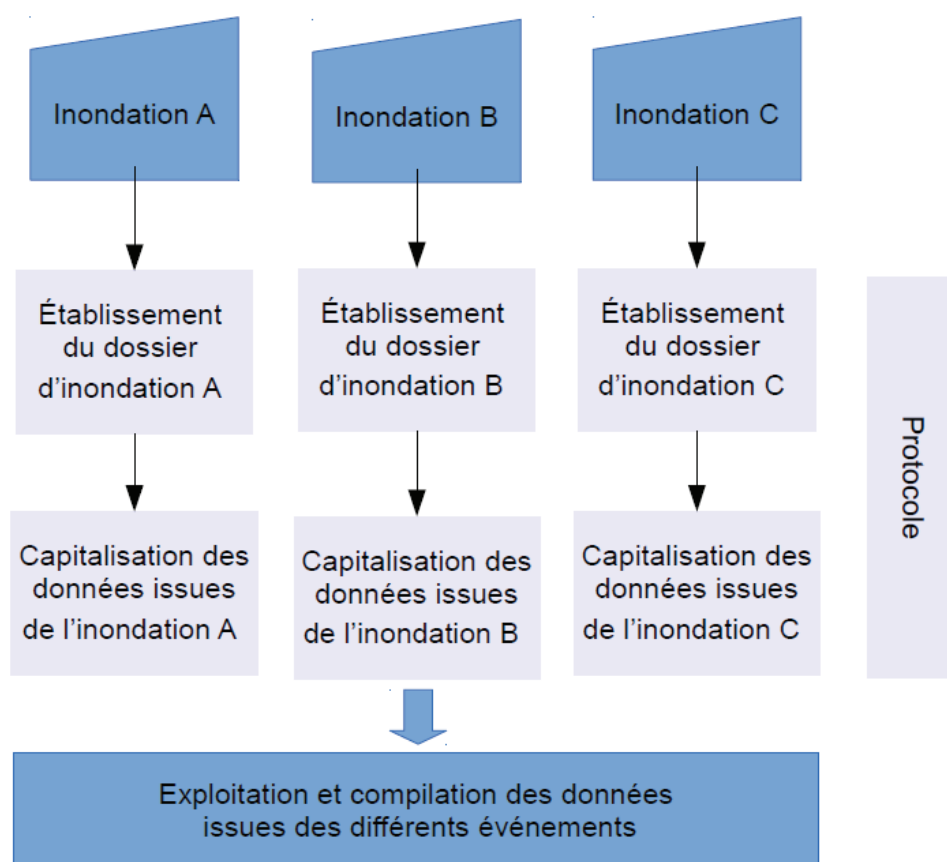 Inondation A
Inondation B
Inondation C
Établissement
du dossier
d'inondation A
Établissement
du dossier
d'inondation B
Établissement
du dossier
d'inondation C
Protocole
Capitalisation des
données issues
de l'inondation A
Capitalisation des
données issues
de l'inondation B
Capitalisation des
données issues
de l'inondation C
Exploitation et compilation des données
issues des différents événements